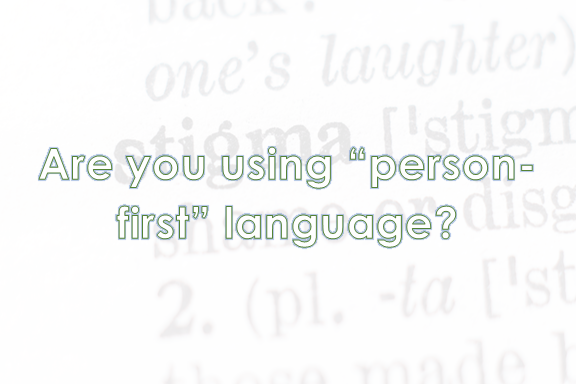 back.
one's laughter)
stigma ['stigm
Are you using “person-
first” language?
shame or disg
2. (pl. -ta ['st
those made b